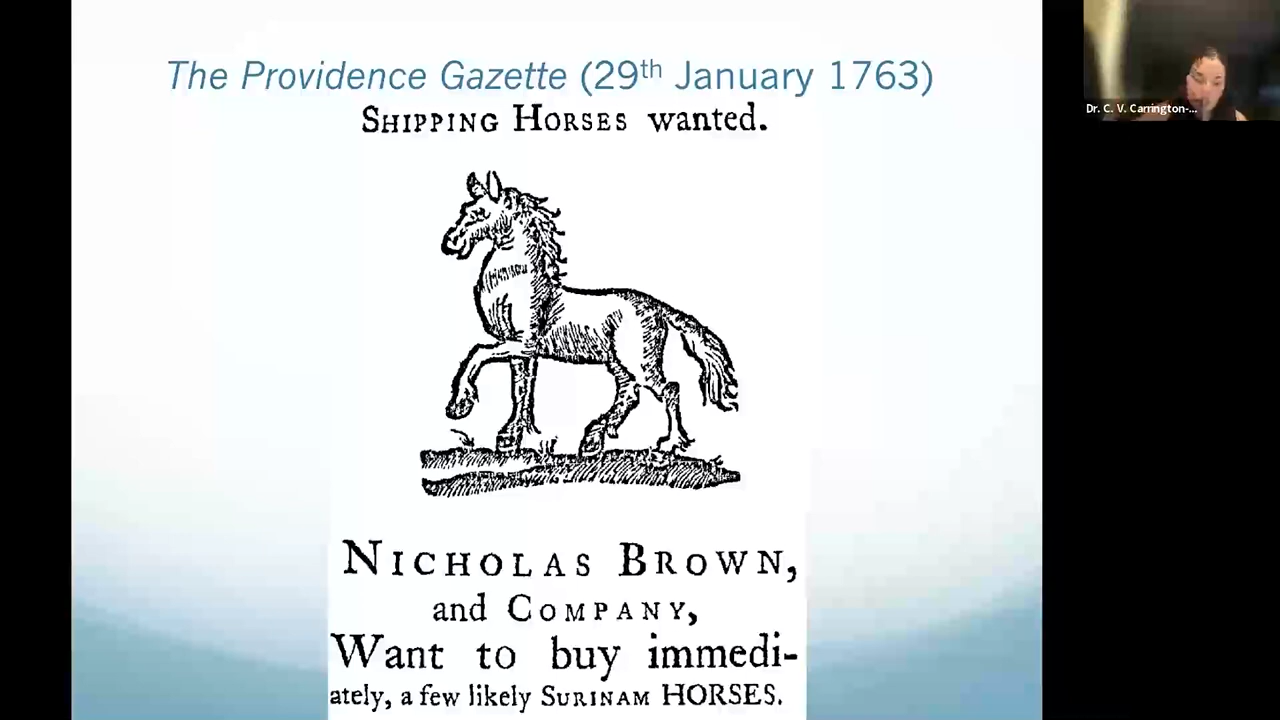 The Providence Gazette (29th January 1763)
SHIPPING HORSES wanted.
NICHOLAS BROWN,
and COMPANY,
Want to buy immedi-
ately, a few likely SURINAM HORSES.
Dr. C. V. Carrington-...